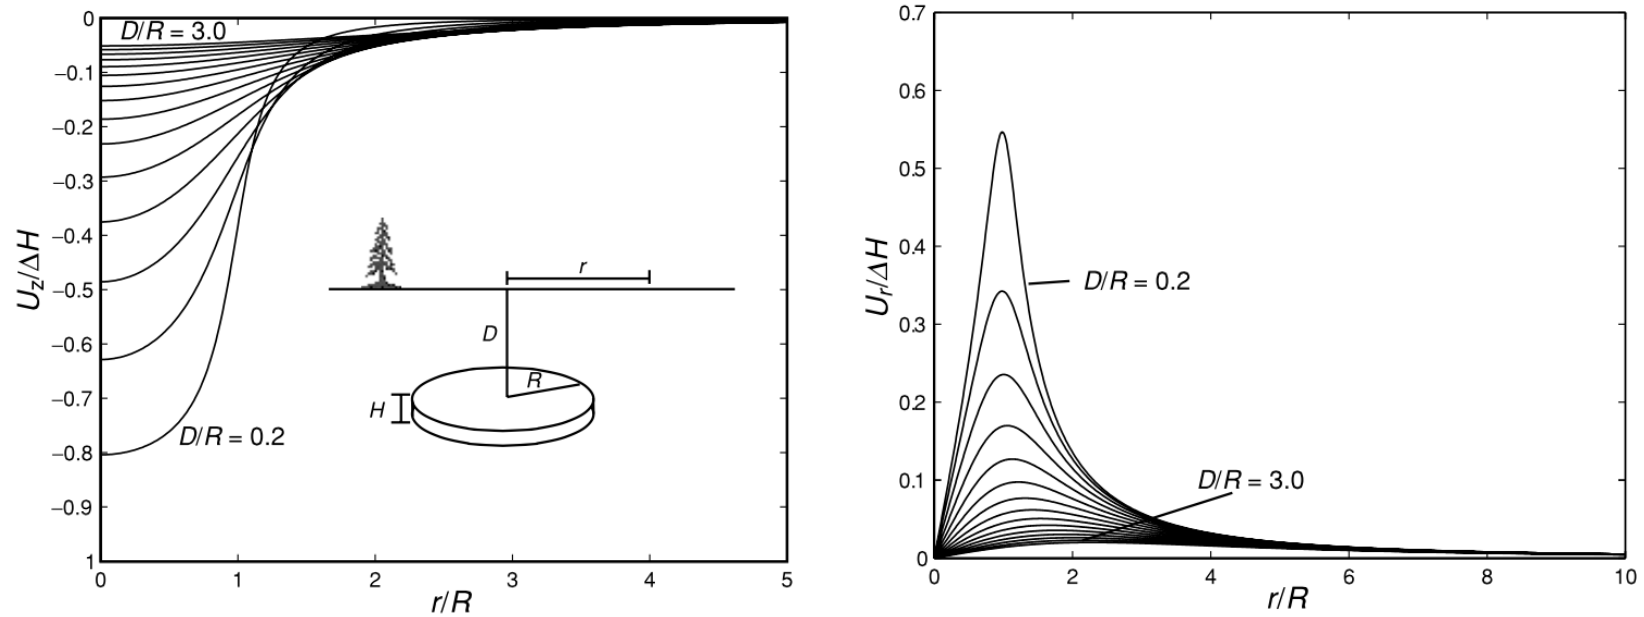 0
D/R = 3.0
−0.1
−0.2
−0.3
−0.4
−0.5
−0.6
−0.7
−0.8
−0.9
1
Uz/ΔH
D/R = 0.2
r
D
R
H
0 1 2 3 4 5
r/R
0.7
0.6
0.5
0.4
0.3
0.2
0.1
0
Ur/ΔH
D/R = 0.2
D/R = 3.0
0 2 4 6 8 10
r/R